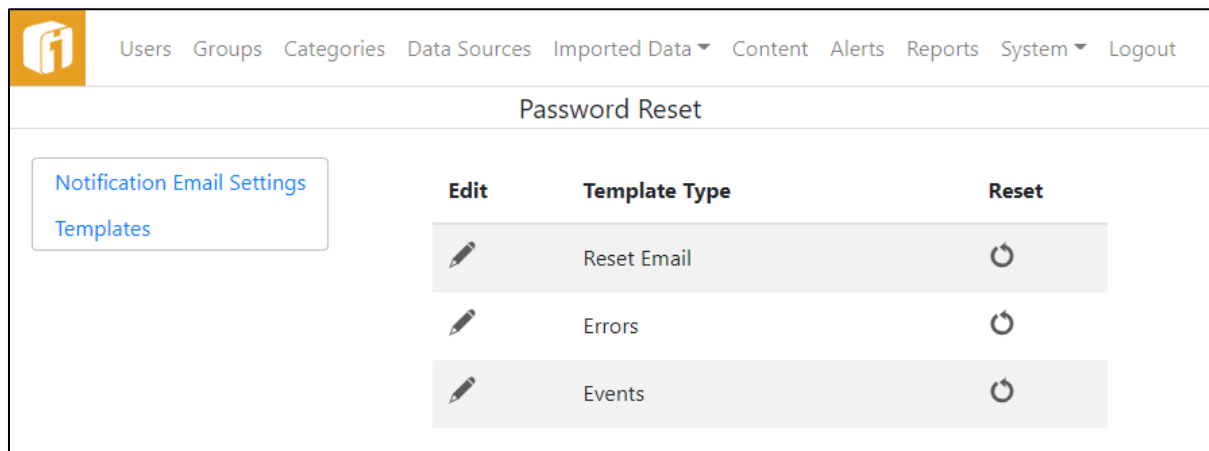 Users Groups Categories Data Sources Imported Data Content Alerts Reports System Logout
Password Reset
Notification Email Settings
Templates
Edit Template Type Reset
Reset Email
Errors
Events